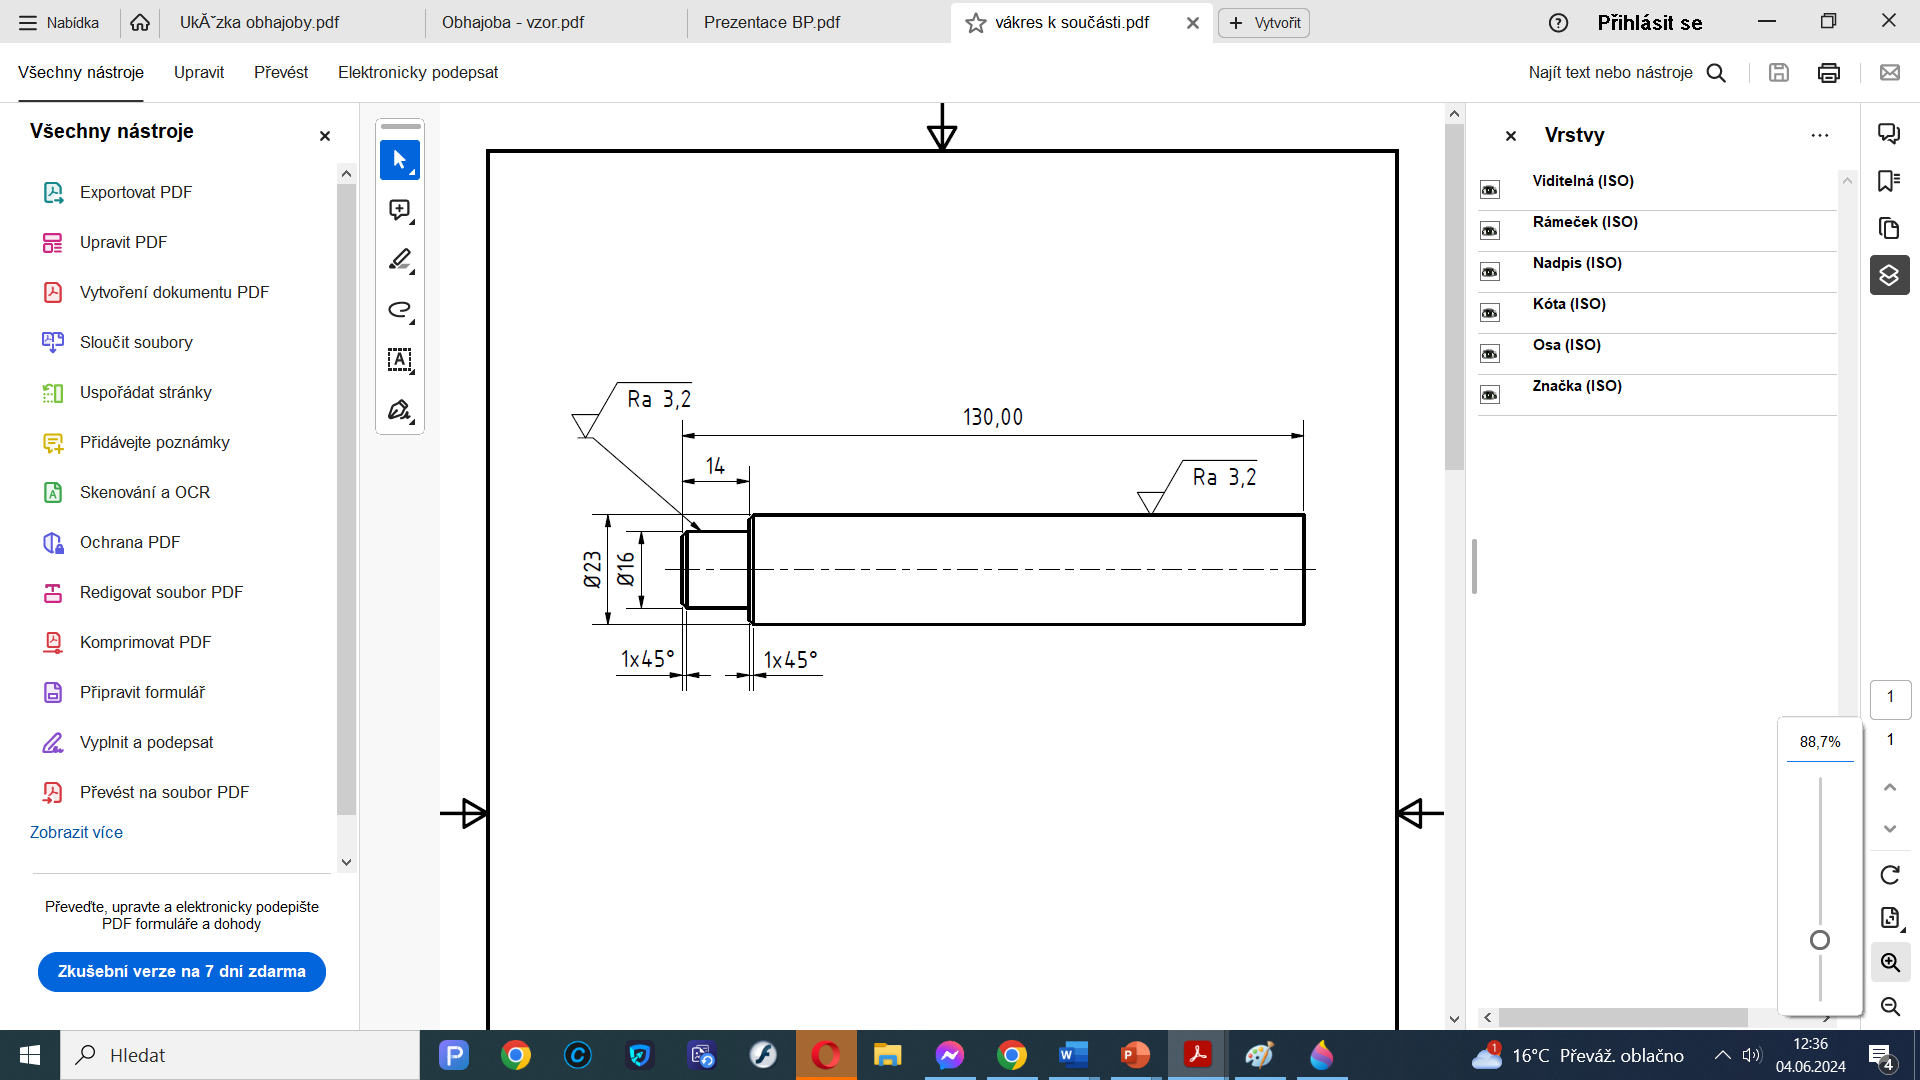 Nabídka
UkĂˇzka obhajoby.pdf
Obhajoba - vzor.pdf
Prezentace BP.pdf
vákres k součásti.pdf
Vytvořit
Přihlásit se
Všechny nástroje
Upravit
Převést
Elektronicky podepsat
Najít text nebo nástroje
Všechny nástroje
Exportovat PDF
Upravit PDF
Vytvoření dokumentu PDF
Sloučit soubory
Uspořádat stránky
Přidávejte poznámky
Skenování a OCR
Ochrana PDF
Redigovat soubor PDF
Komprimovat PDF
Připravit formulář
Vyplnit a podepsat
Převést na soubor PDF
Zobrazit více
Převeďte, upravte a elektronicky podepište
PDF formuláře a dohody
Zkušební verze na 7 dní zdarma
Ra 3,2
130,00
14
Ra 3,2
Ø23
Ø16
1x45°
1x45°
Vrstvy
Viditelná (ISO)
Rámeček (ISO)
Nadpis (ISO)
Kóta (ISO)
Osa (ISO)
Značka (ISO)
1
1
88,7%
Hledat
1
16°C Převáž. oblačno
12:36
04.06.2024
4